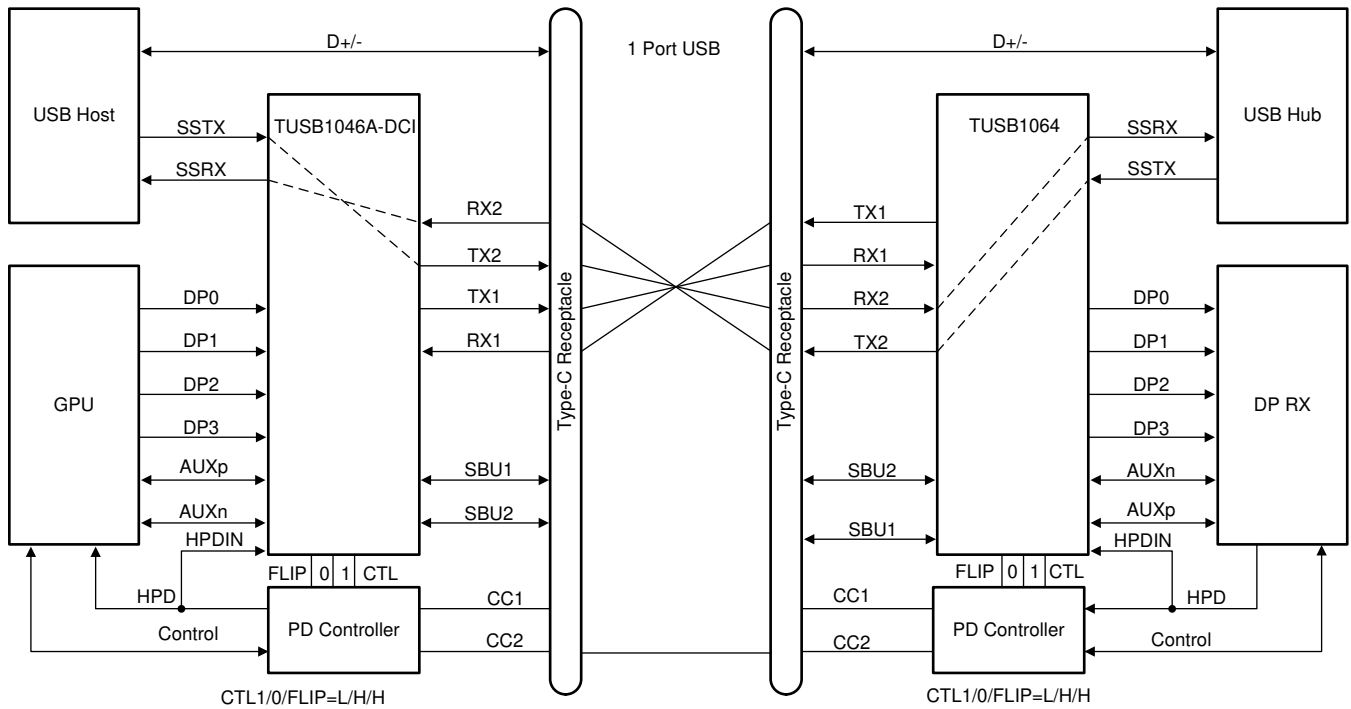 D+/-
1 Port USB
D+/-
USB Host
TUSB1046A-DCI
TUSB1064
USB Hub
SSTX
SSRX
SSRX
SSTX
RX2
TX2
TX1
RX1
TX1
RX1
RX2
TX2
Type-C Receptacle
Type-C Receptacle
GPU
DP0
DP1
DP2
DP3
AUXp
AUXn
HPDIN
SBU1
SBU2
SBU2
SBU1
DP0
DP1
DP2
DP3
AUXn
AUXp
HPDIN
DP RX
FLIP 0 1 CTL
FLIP 0 1 CTL
HPD
Control
PD Controller
CC1
CC2
CC1
CC2
PD Controller
HPD
Control
CTL1/0/FLIP=L/H/H
CTL1/0/FLIP=L/H/H